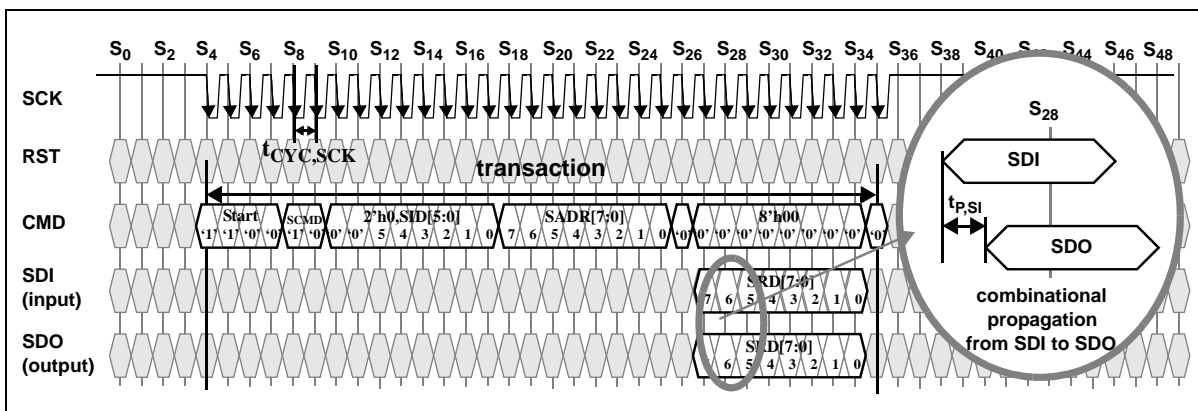 S0 S2 S4 S6 S8 S10 S12 S14 S16 S18 S20 S22 S24 S26 S28 S30 S32 S34 S36 S38 S40 S44 S46 S48
SCK
S28
tCYC,SCK
RST
SDI
transaction
tP,SI
CMD
Start SCMD 2'h0,SID[5:0] SADR[7:0] 8'h00
'1' '1' '0' '0' '1' '0' '0' '0' 5 4 3 2 1 0 7 6 5 4 3 2 1 0 '0' '0' '0' '0' '0' '0' '0' '0' '0' '0'
SDO
SDI
(input)
SRD[7:0]
7 6 5 4 3 2 1 0
combinational
propagation
from SDI to SDO
SDO
(output)
SRD[7:0]
6 5 4 3 2 1 0